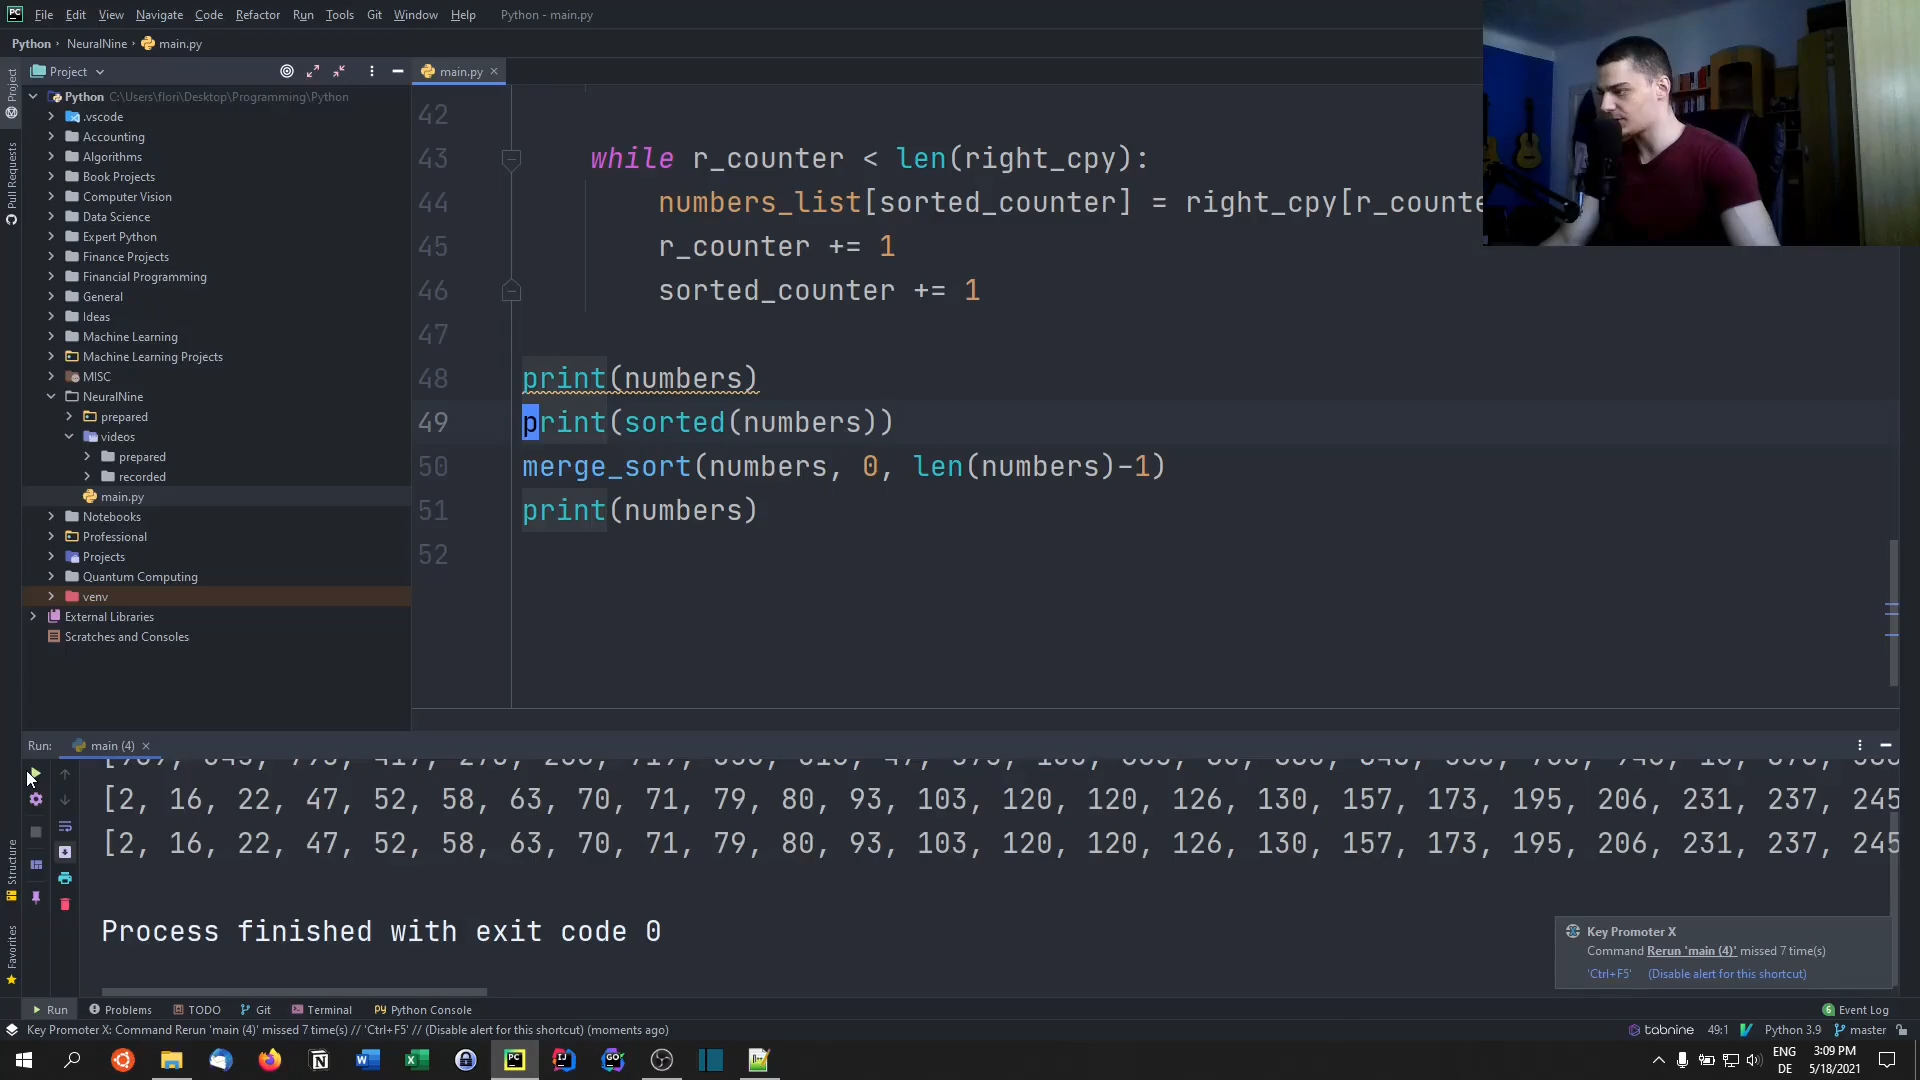 PC File Edit View Navigate Code Refactor Run Tools Git Window Help Python - main.py
Python › NeuralNine › main.py
Project
main.py
Python C:\Users\flori\Desktop\Programming\Python
.vscode
Accounting
Algorithms
Book Projects
Computer Vision
Data Science
Expert Python
Finance Projects
Financial Programming
General
Ideas
Machine Learning
Machine Learning Projects
MISC
NeuralNine
prepared
videos
prepared
recorded
main.py
Notebooks
Professional
Projects
Quantum Computing
venv
External Libraries
Scratches and Consoles
Project
Pull Requests
Structure
Favorites
42
43 while r_counter < len(right_cpy):
44 numbers_list[sorted_counter] = right_cpy[r_counte
45 r_counter += 1
46 sorted_counter += 1
47
48 print(numbers)
49 print(sorted(numbers))
50 merge_sort(numbers, 0, len(numbers)-1)
51 print(numbers)
52
Run: main (4)
[2, 16, 22, 47, 52, 58, 63, 70, 71, 79, 80, 93, 103, 120, 120, 126, 130, 157, 173, 195, 206, 231, 237, 245
[2, 16, 22, 47, 52, 58, 63, 70, 71, 79, 80, 93, 103, 120, 120, 126, 130, 157, 173, 195, 206, 231, 237, 245
Process finished with exit code 0
Key Promoter X
Command Rerun 'main (4)' missed 7 time(s)
'Ctrl+F5' (Disable alert for this shortcut)
Run Problems TODO Git Terminal Python Console 6 Event Log
Key Promoter X: Command Rerun 'main (4)' missed 7 time(s) // 'Ctrl+F5' // (Disable alert for this shortcut) (moments ago) tabnine 49:1 Python 3.9 master
ENG 3:09 PM
DE 5/18/2021